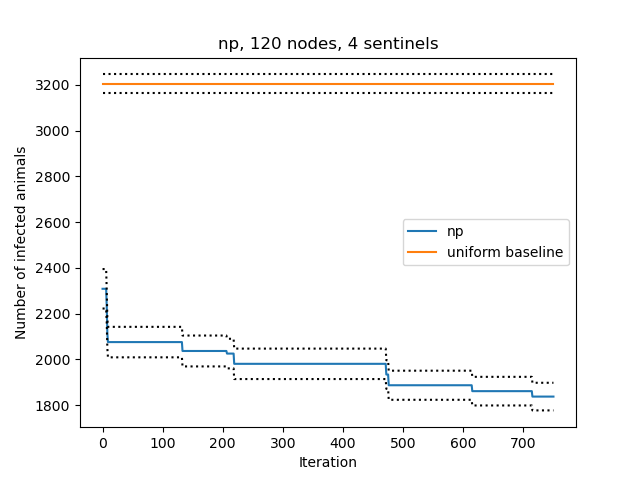 np, 120 nodes, 4 sentinels
Number of infected animals
3200
3000
2800
2600
2400
2200
2000
1800
np
uniform baseline
0 100 200 300 400 500 600 700
Iteration